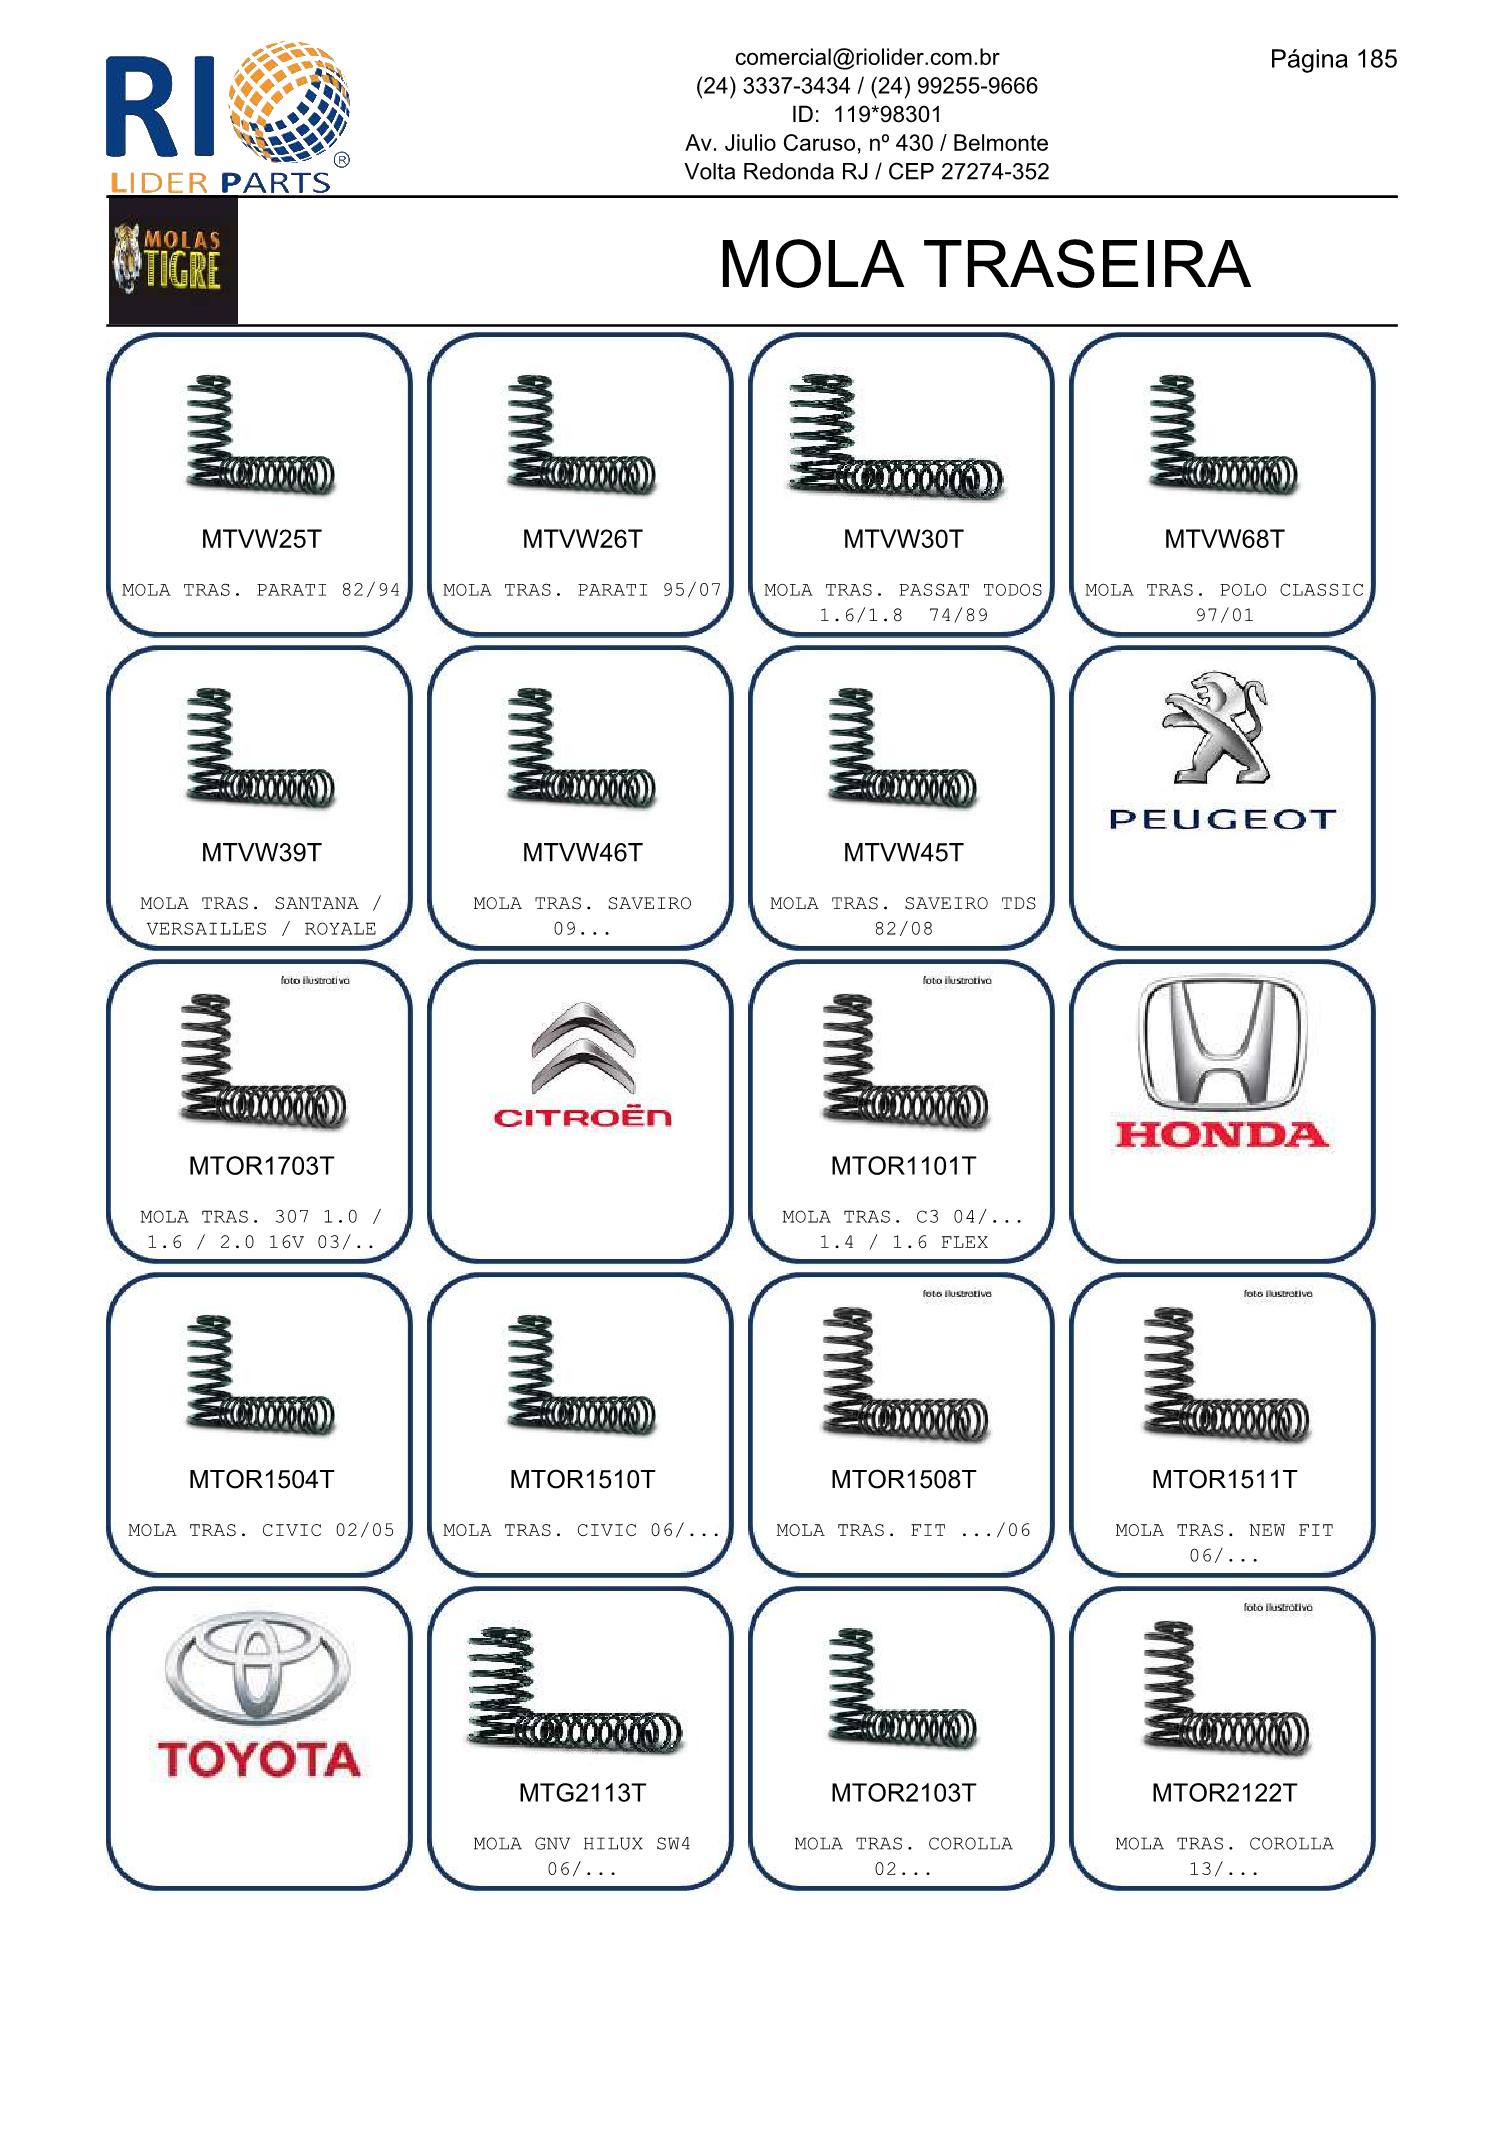 RIO
®
LIDER PARTS
comercial@riolider.com.br
(24) 3337-3434 / (24) 99255-9666
ID:  119*98301
Av. Jiulio Caruso, nº 430 / Belmonte
Volta Redonda RJ / CEP 27274-352
Página 185
MOLAS
TIGRE
MOLA TRASEIRA
MTVW25T
MOLA TRAS. PARATI 82/94
MTVW26T
MOLA TRAS. PARATI 95/07
MTVW30T
MOLA TRAS. PASSAT TODOS
1.6/1.8  74/89
MTVW68T
MOLA TRAS. POLO CLASSIC
97/01
MTVW39T
MOLA TRAS. SANTANA /
VERSAILLES / ROYALE
MTVW46T
MOLA TRAS. SAVEIRO
09...
MTVW45T
MOLA TRAS. SAVEIRO TDS
82/08
PEUGEOT
foto ilustrativa
MTOR1703T
MOLA TRAS. 307 1.0 /
1.6 / 2.0 16V 03/..
CITROËN
foto ilustrativa
MTOR1101T
MOLA TRAS. C3 04/...
1.4 / 1.6 FLEX
HONDA
MTOR1504T
MOLA TRAS. CIVIC 02/05
MTOR1510T
MOLA TRAS. CIVIC 06/...
foto ilustrativa
MTOR1508T
MOLA TRAS. FIT .../06
foto ilustrativa
MTOR1511T
MOLA TRAS. NEW FIT
06/...
TOYOTA
MTG2113T
MOLA GNV HILUX SW4
06/...
MTOR2103T
MOLA TRAS. COROLLA
02...
foto ilustrativa
MTOR2122T
MOLA TRAS. COROLLA
13/...